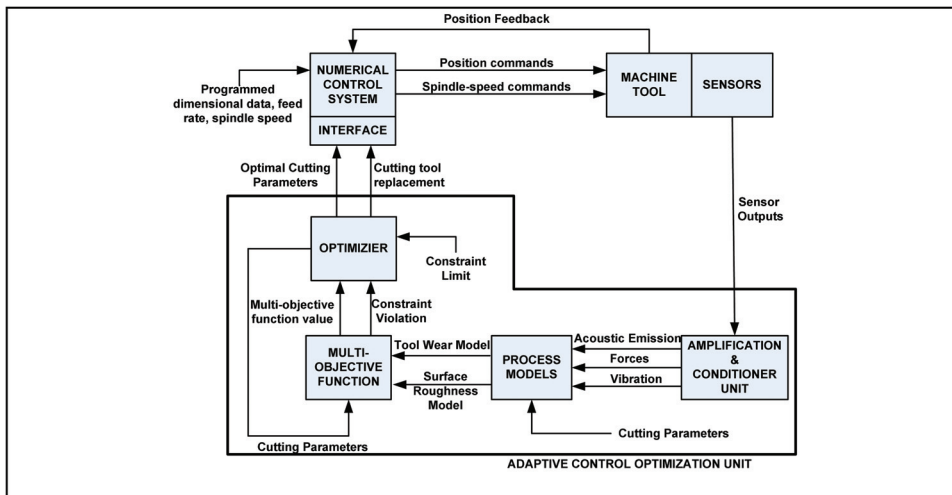 Position Feedback
NUMERICAL
CONTROL
SYSTEM
INTERFACE
Position commands
Spindle-speed commands
MACHINE
TOOL
SENSORS
Programmed
dimensional data, feed
rate, spindle speed
Optimal Cutting
Parameters
Cutting tool
replacement
Sensor
Outputs
OPTIMIZIER
Constraint
Limit
Multi-objective
function value
Constraint
Violation
MULTI-
OBJECTIVE
FUNCTION
Tool Wear Model
Surface
Roughness
Model
PROCESS
MODELS
Acoustic Emission
Forces
Vibration
AMPLIFICATION
&
CONDITIONER
UNIT
Cutting Parameters
Cutting Parameters
ADAPTIVE CONTROL OPTIMIZATION UNIT